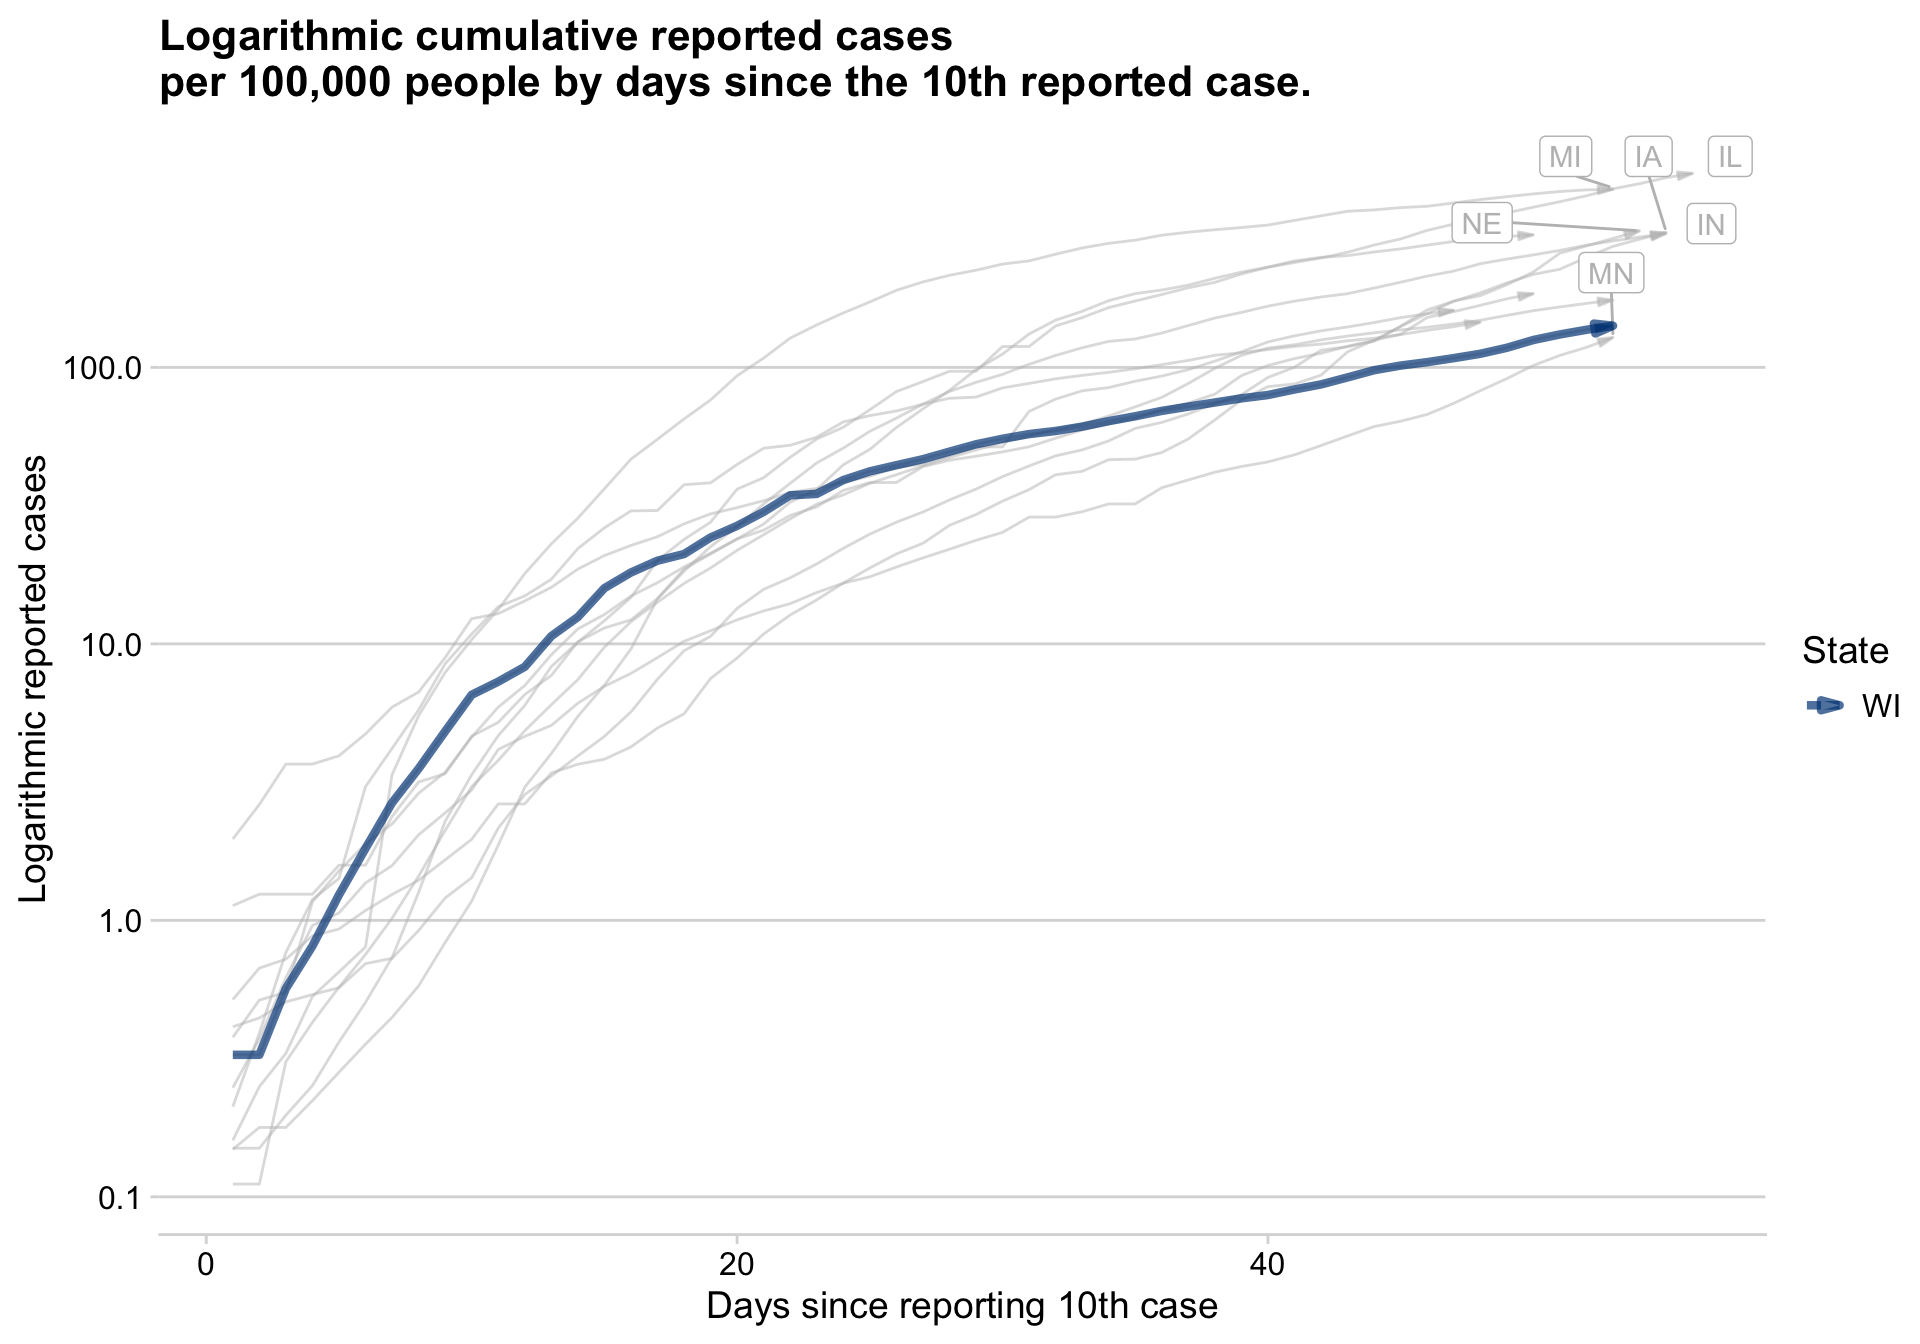 Logarithmic cumulative reported cases
per 100,000 people by days since the 10th reported case.
MI
IA
IL
NE
IN
MN
100.0
10.0
1.0
0.1
Logarithmic reported cases
State
WI
0
20
40
Days since reporting 10th case